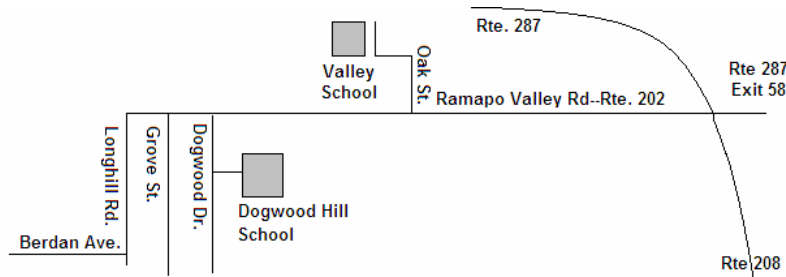 Rte. 287
Valley
School
Oak St.
Rte 287
Exit 58
Ramapo Valley Rd--Rte. 202
Longhill Rd.
Grove St.
Dogwood Dr.
Dogwood Hill
School
Berdan Ave.
Rte 208